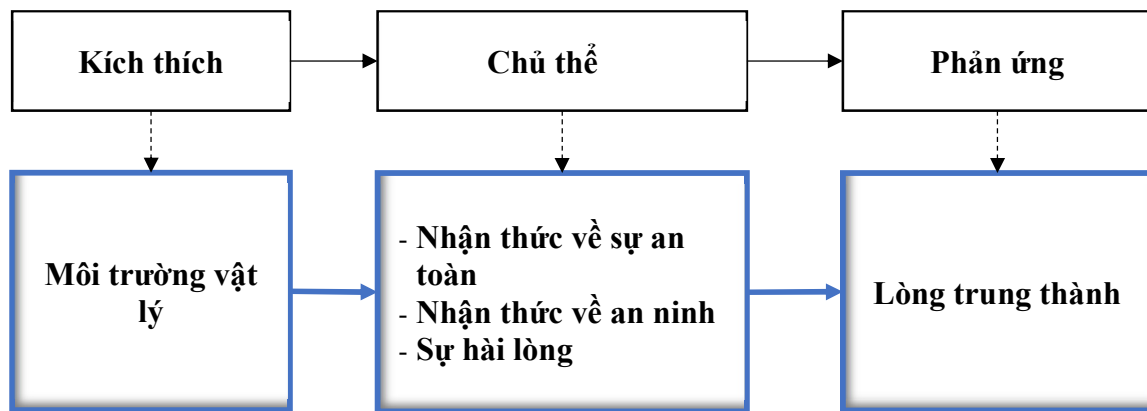 Kích thích
Chủ thể
Phản ứng
Môi trường vật
lý
- Nhận thức về sự an
toàn
- Nhận thức về an ninh
- Sự hài lòng
Lòng trung thành